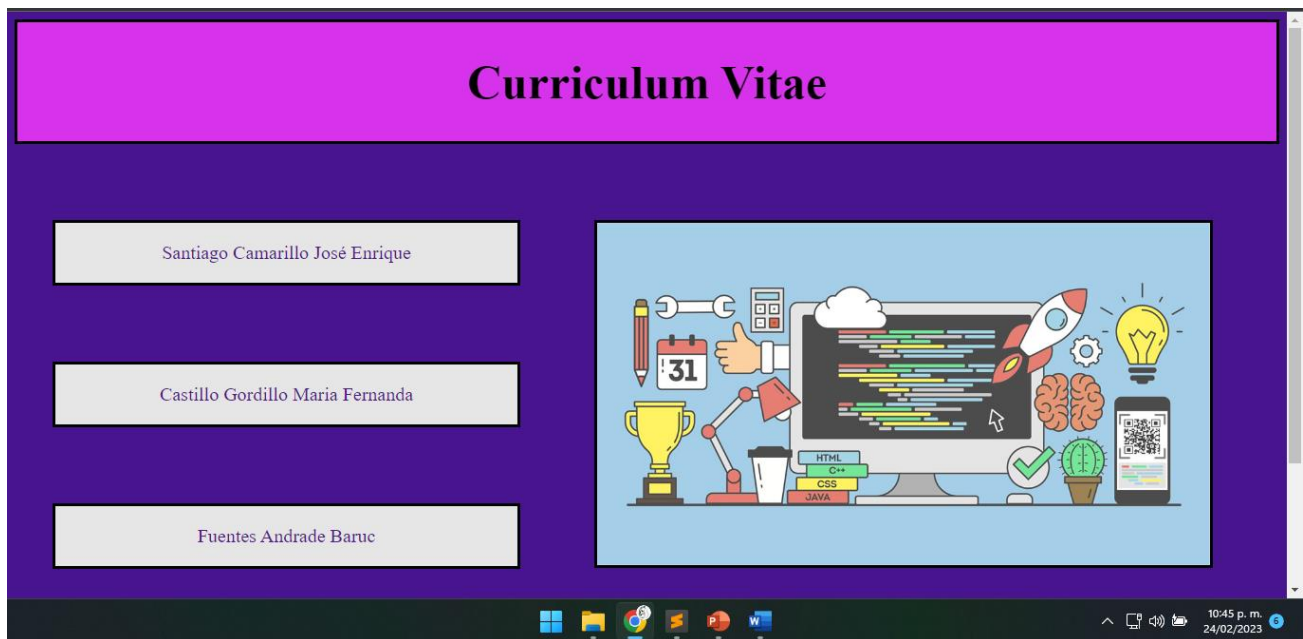 Curriculum Vitae
Santiago Camarillo José Enrique
Castillo Gordillo Maria Fernanda
Fuentes Andrade Baruc
31
HTML
C++
CSS
JAVA
10:45 p. m.
24/02/2023
6